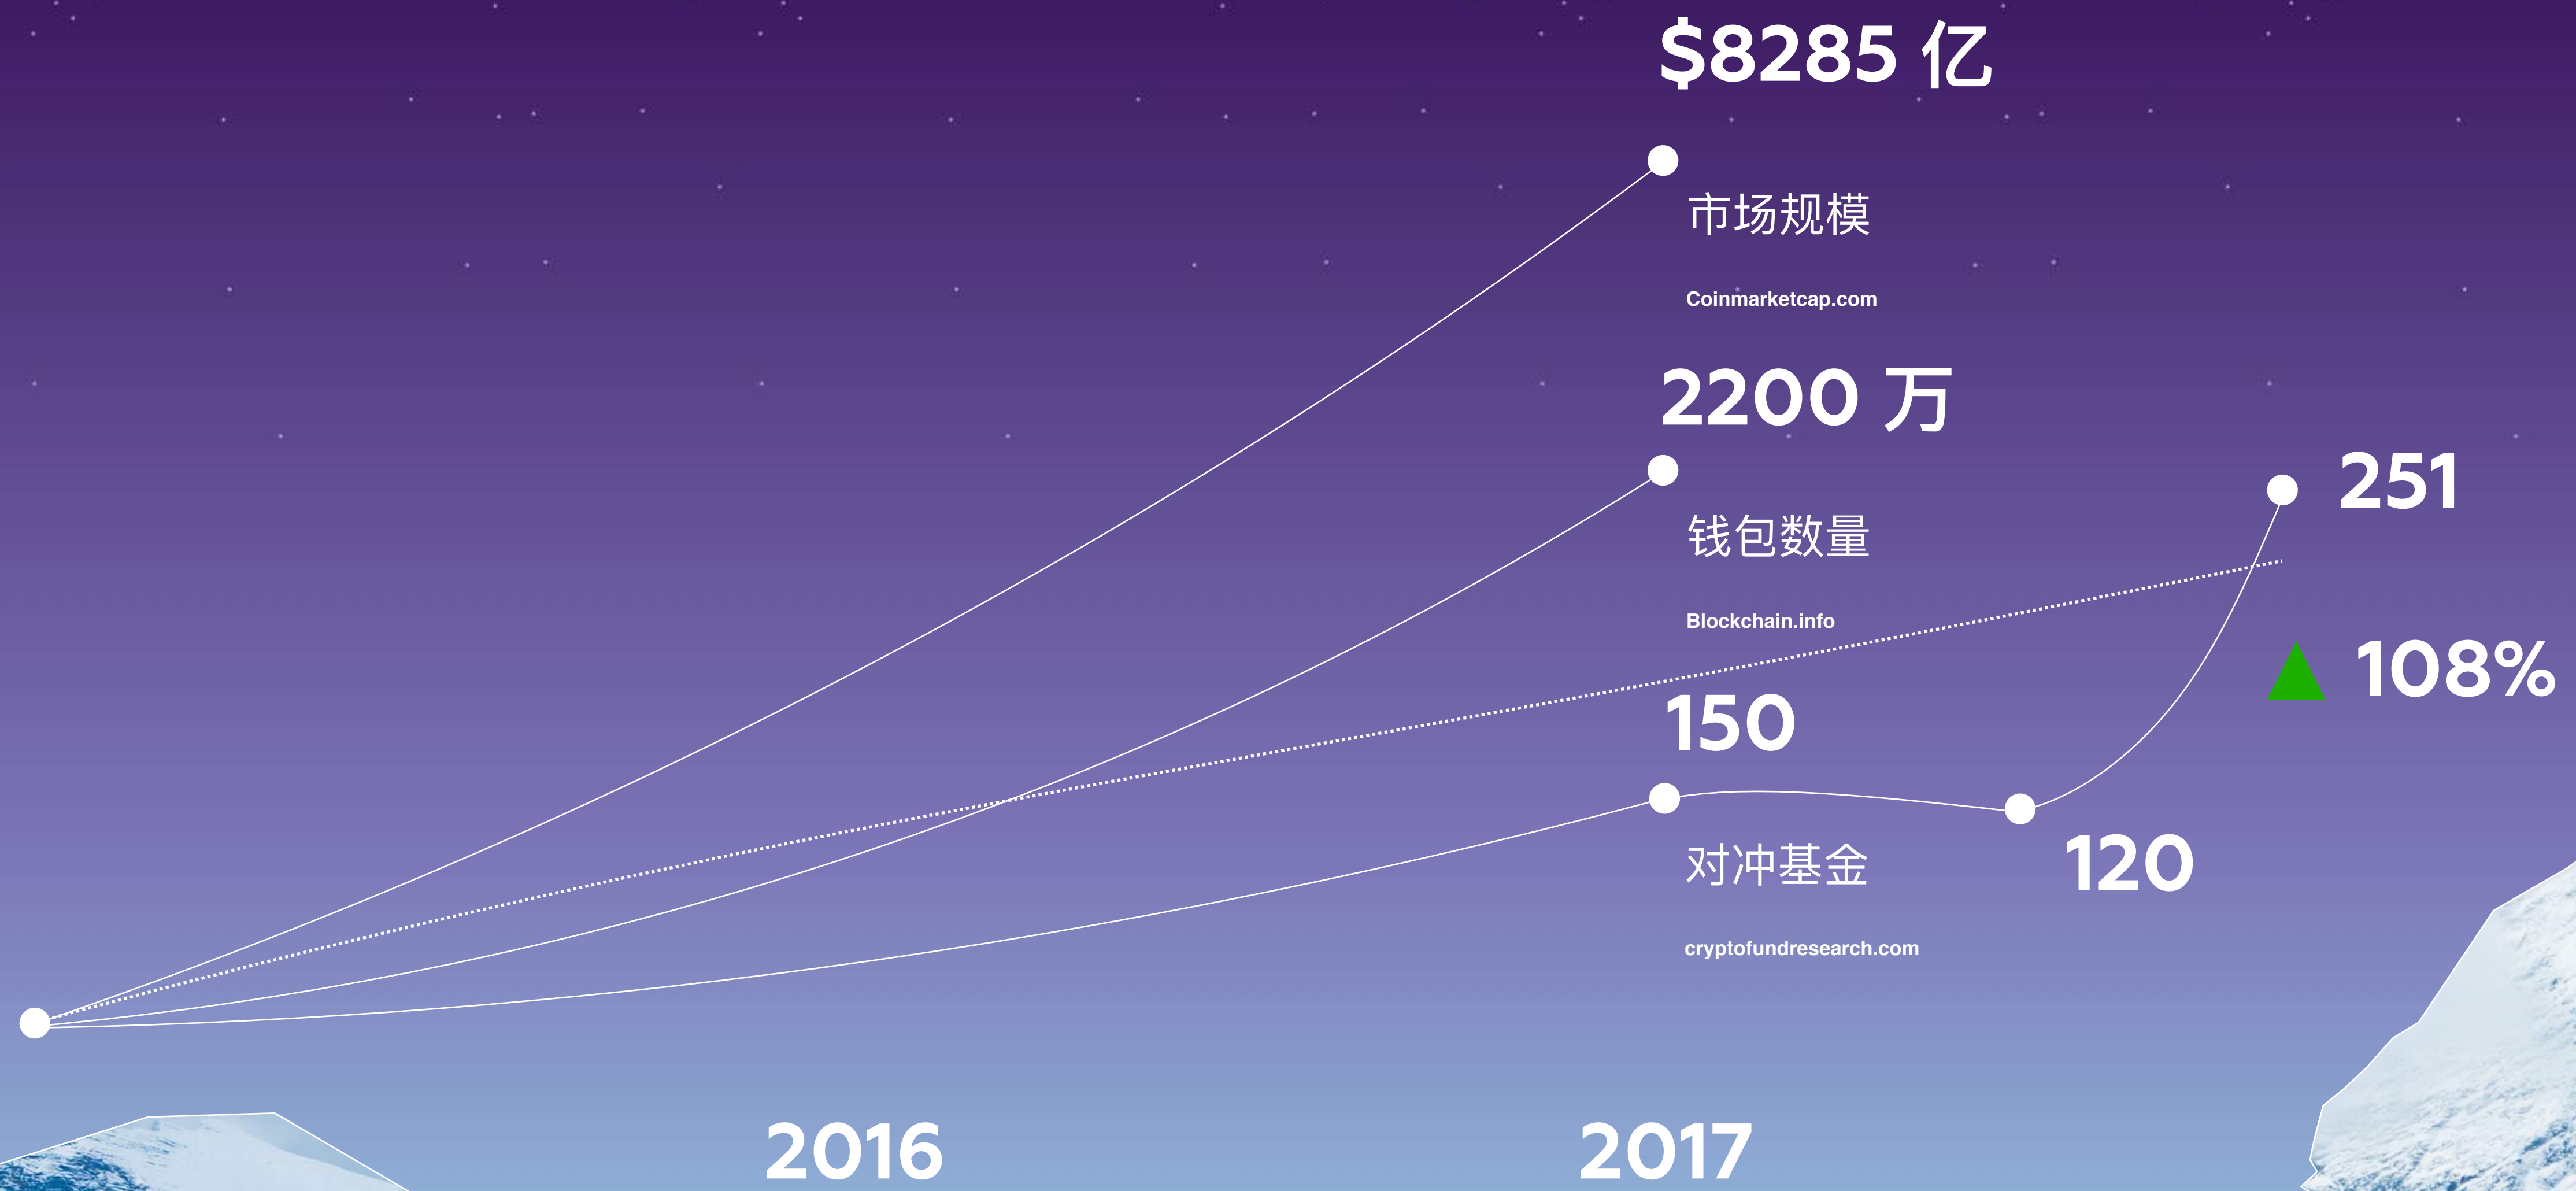 $8285 亿
市场规模
Coinmarketcap.com
2200 万
钱包数量
Blockchain.info
251
108%
150
对冲基金
cryptofundresearch.com
120
2016
2017